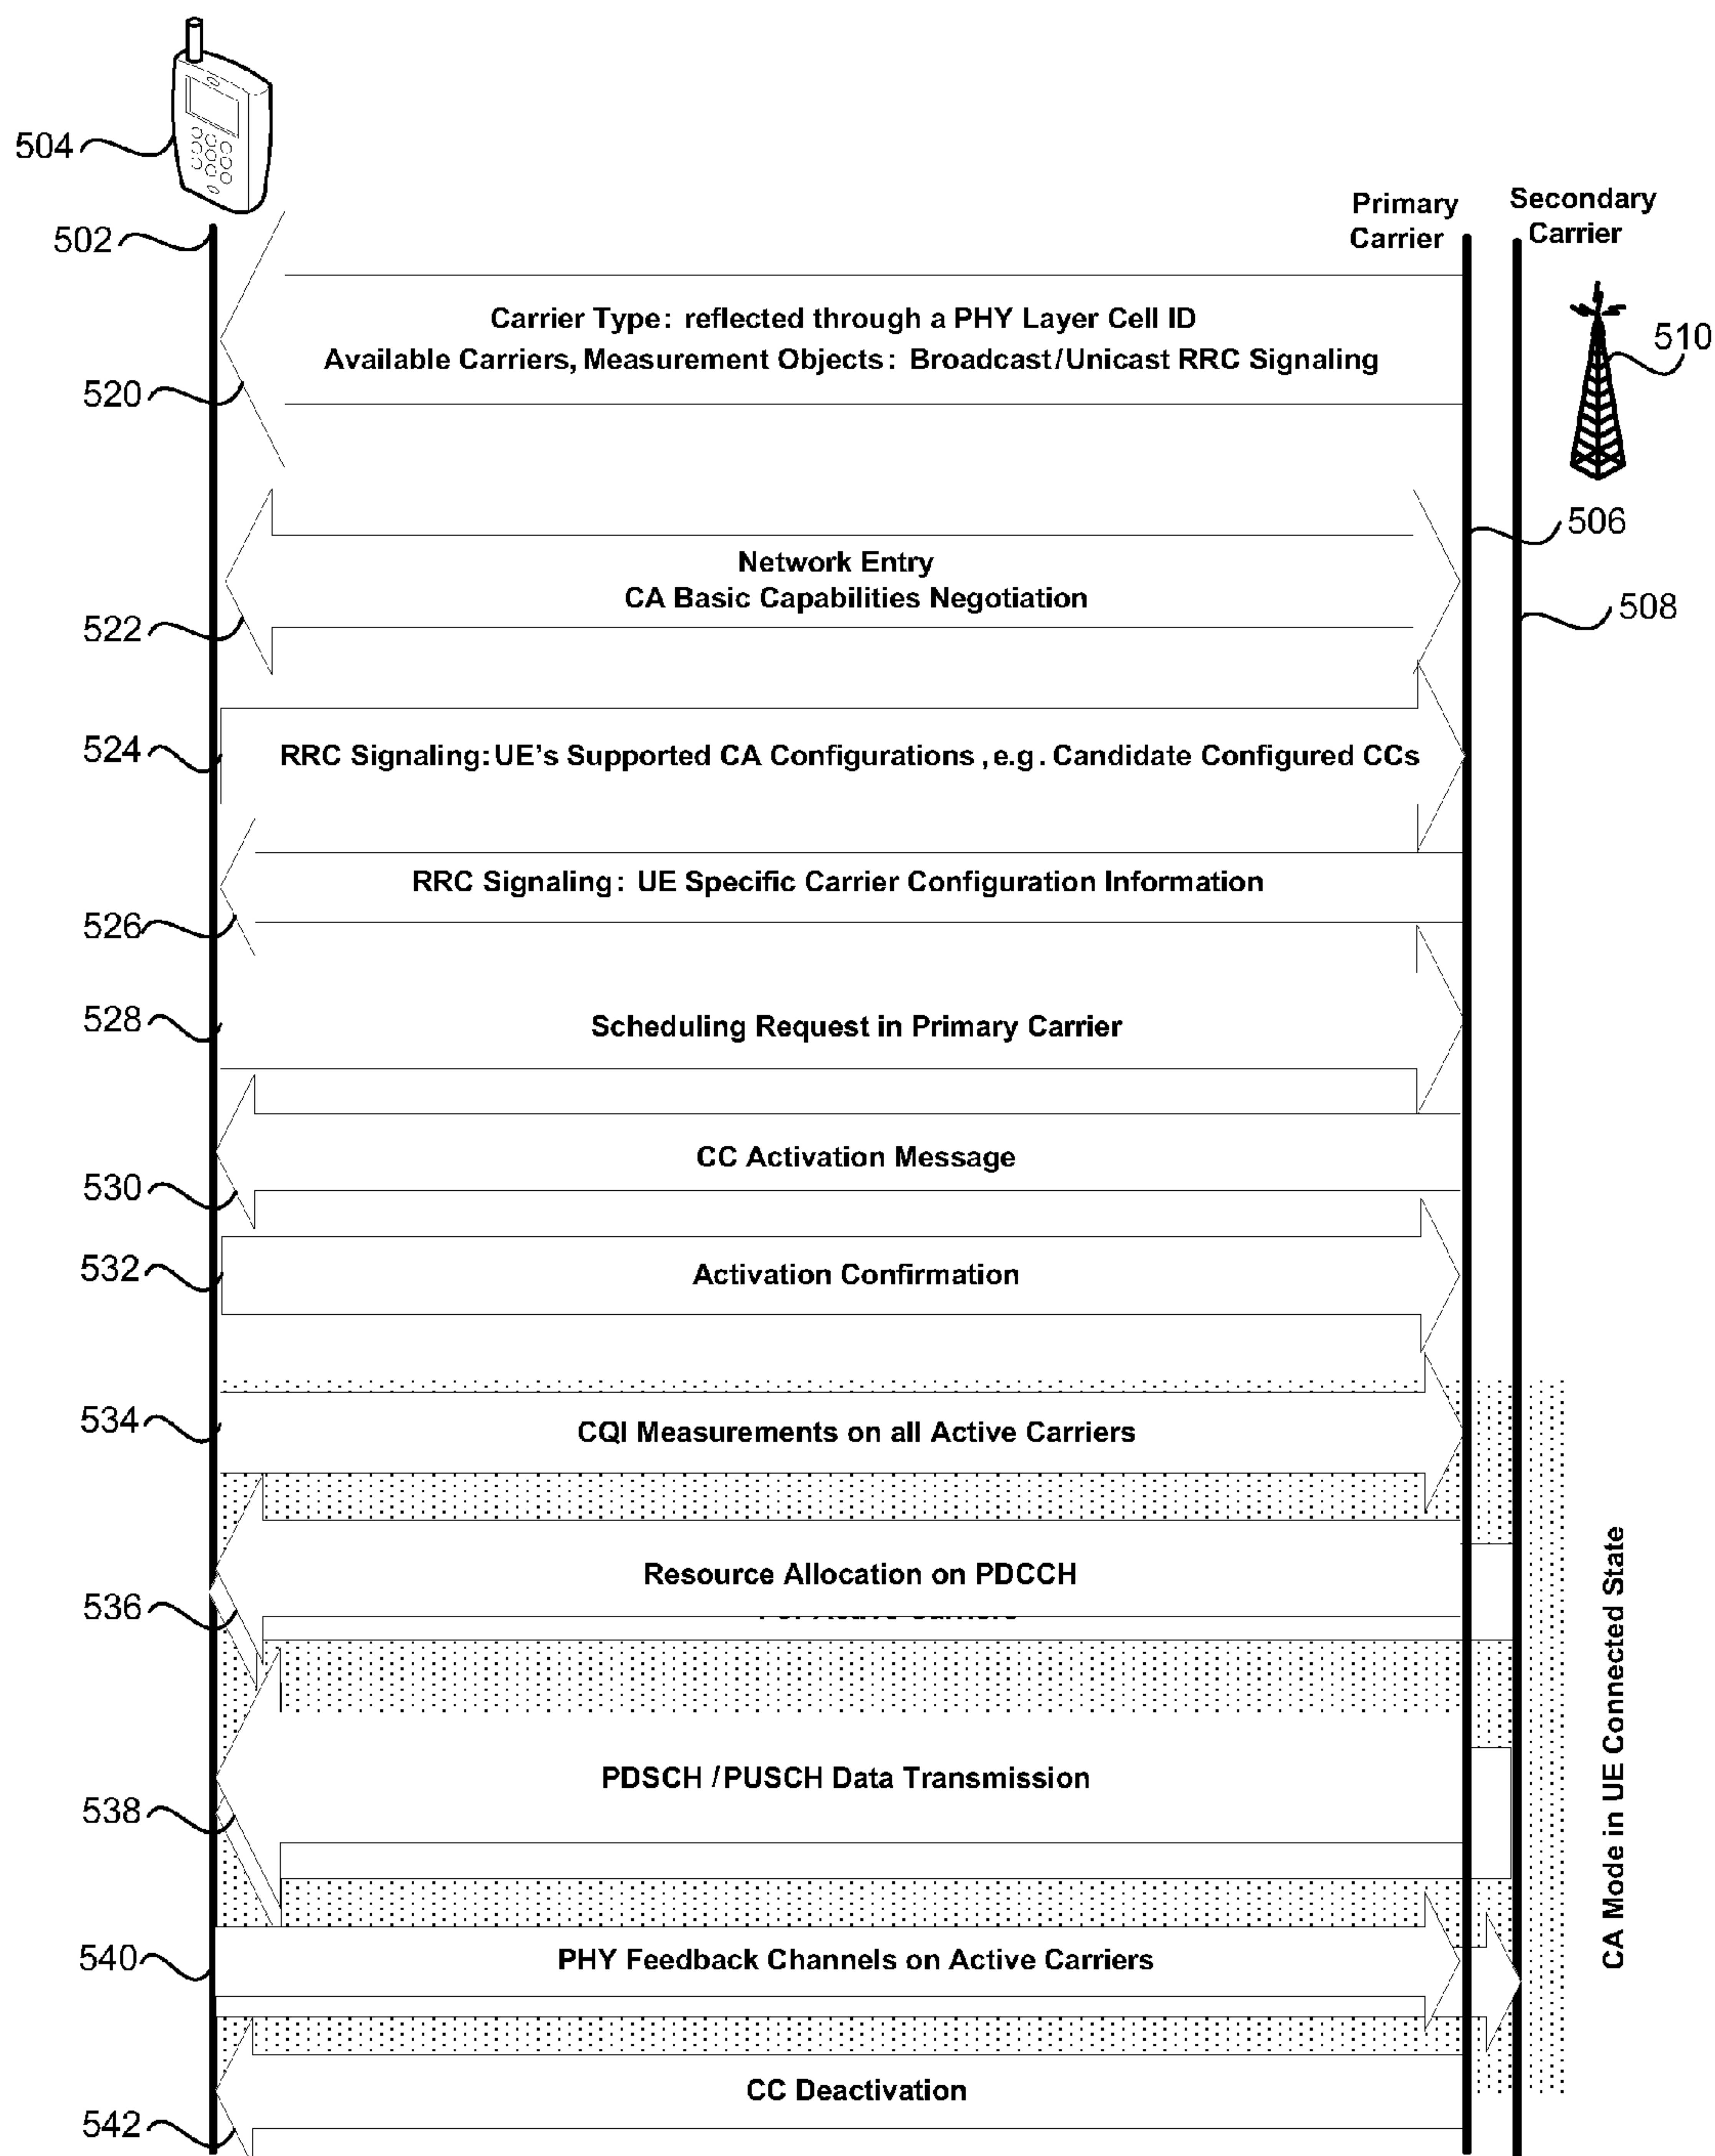 504
502
Primary
Carrier
Secondary
Carrier
510
Carrier Type: reflected through a PHY Layer Cell ID
Available Carriers, Measurement Objects: Broadcast/Unicast RRC Signaling
520
506
Network Entry
CA Basic Capabilities Negotiation
522
508
524
RRC Signaling: UE's Supported CA Configurations, e.g. Candidate Configured CCs
RRC Signaling: UE Specific Carrier Configuration Information
526
528
Scheduling Request in Primary Carrier
CC Activation Message
530
532
Activation Confirmation
534
CQI Measurements on all Active Carriers
Resource Allocation on PDCCH
536
PDSCH /PUSCH Data Transmission
538
540
PHY Feedback Channels on Active Carriers
CC Deactivation
542
CA Mode in UE Connected State